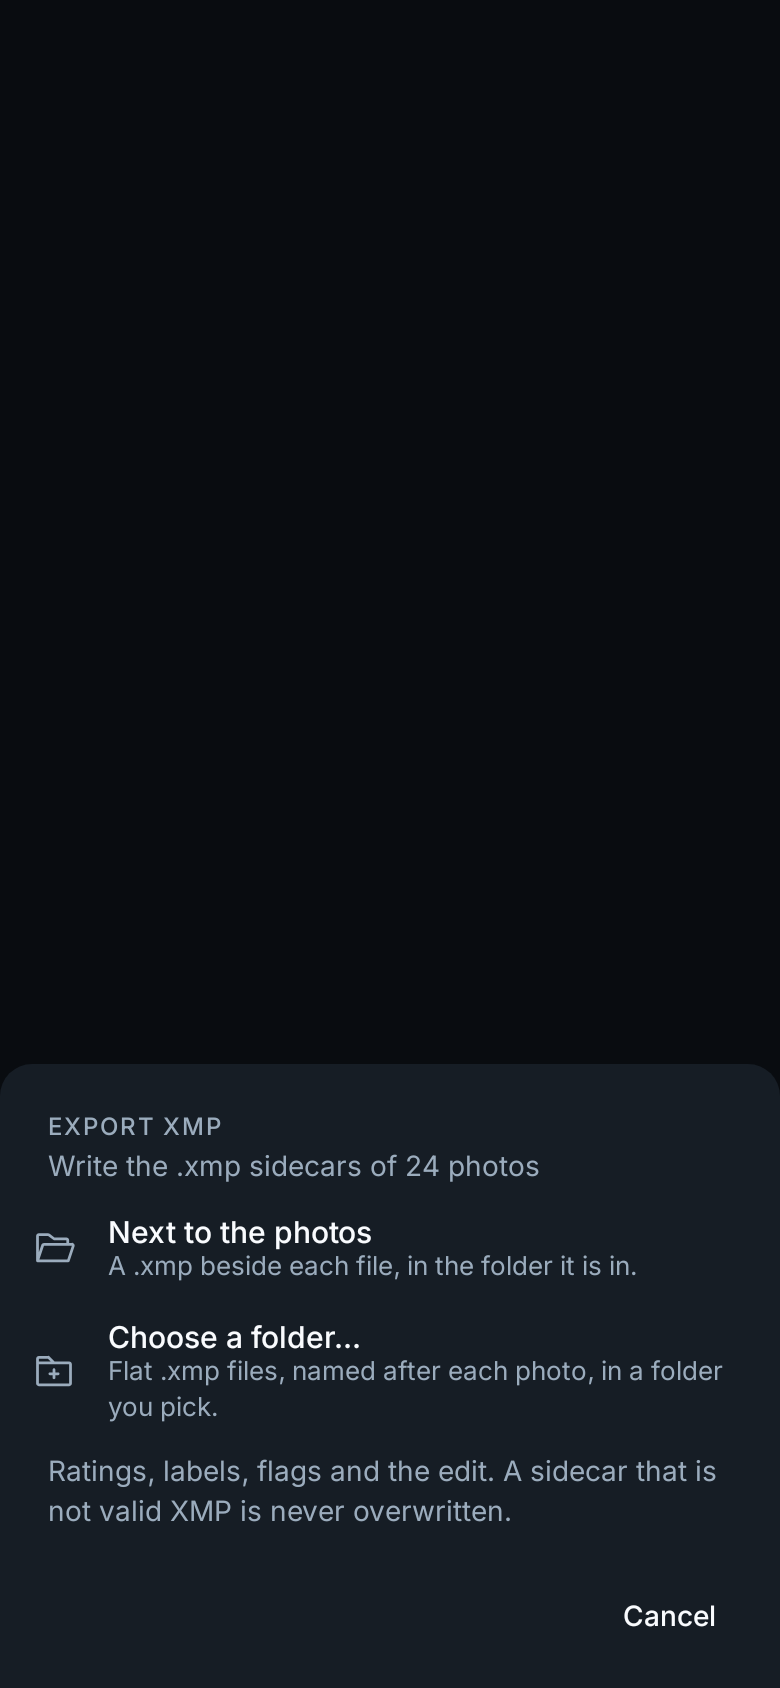 EXPORT XMP
Write the .xmp sidecars of 24 photos
Next to the photos
A .xmp beside each file, in the folder it is in.
Choose a folder...
Flat .xmp files, named after each photo, in a folder
you pick.
Ratings, labels, flags and the edit. A sidecar that is
not valid XMP is never overwritten.
Cancel